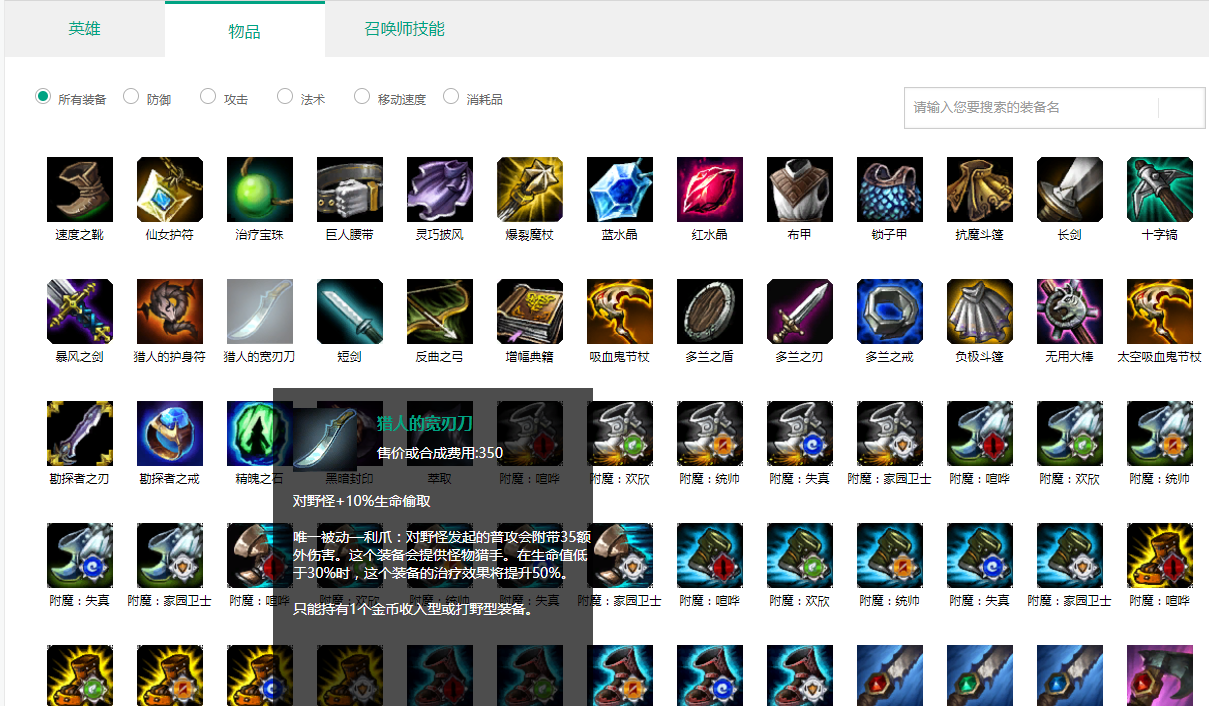 英雄
物品
召唤师技能
所有装备 防御 攻击 法术 移动速度 消耗品
请输入您要搜索的装备名
速度之靴 仙女护符 治疗宝珠 巨人腰带 灵巧披风 爆裂魔杖 蓝水晶 红水晶 布甲 锁子甲 抗魔斗篷 长剑 十字镐
暴风之剑 猎人的护身符 猎人的宽刃刀 短剑 反曲之弓 增幅典籍 吸血鬼节杖 多兰之盾 多兰之刃 多兰之戒 负极斗篷 无用大棒 太空吸血鬼节杖
勘探者之刃 勘探者之戒 精魄之石 黑暗封印 萃取 附魔：喧哗 附魔：欢欣 附魔：统帅 附魔：失真 附魔：家园卫士 附魔：喧哗 附魔：欢欣 附魔：统帅
猎人的宽刃刀
售价或合成费用:350
对野怪+10%生命偷取
唯一被动—利爪：对野怪发起的普攻会附带35额
外伤害。这个装备会提供怪物猎手。在生命值低
于30%时，这个装备的治疗效果将提升50%。
只能持有1个金币收入型或打野型装备。
附魔：失真 附魔：家园卫士 附魔：喧哗 附魔：欢欣 附魔：统帅 附魔：失真 附魔：家园卫士 附魔：喧哗 附魔：欢欣 附魔：统帅 附魔：失真 附魔：家园卫士 附魔：喧哗